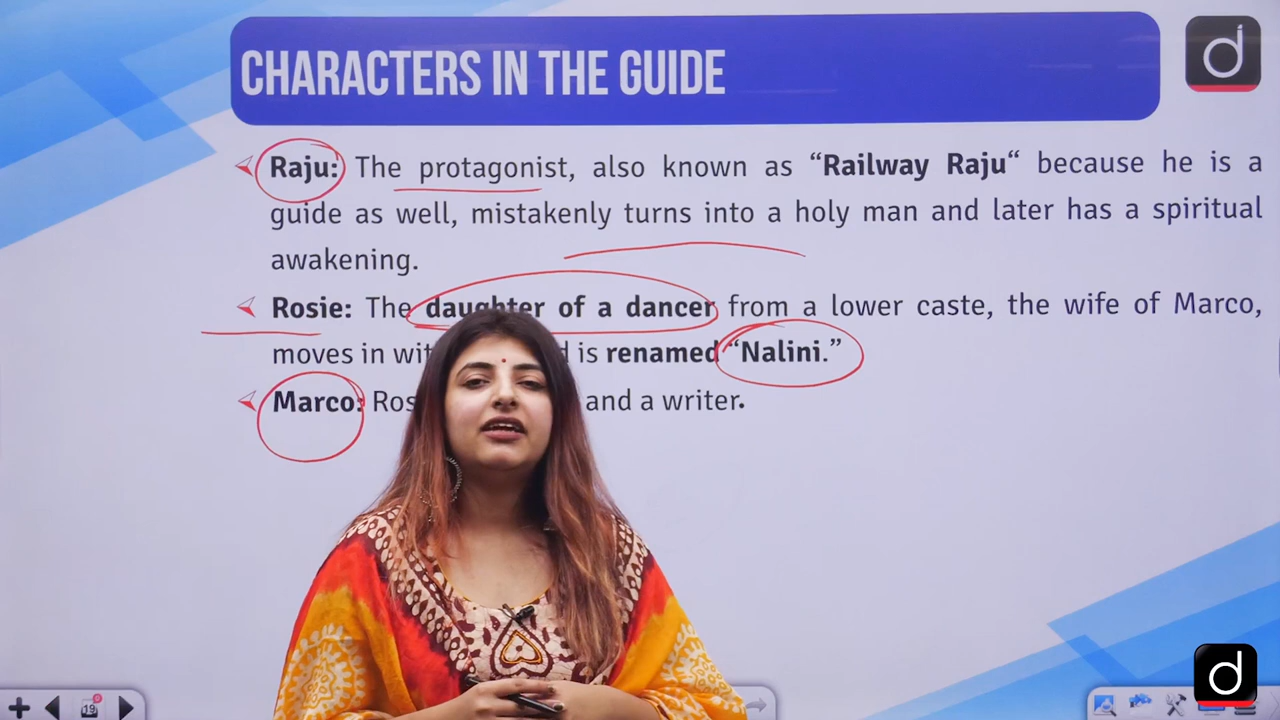 CHARACTERS IN THE GUIDE
d
Raju: The protagonist, also known as “Railway Raju“ because he is a
guide as well, mistakenly turns into a holy man and later has a spiritual
awakening.
Rosie: The daughter of a dancer from a lower caste, the wife of Marco,
moves in is renamed “Nalini.”
Marco: and a writer.
19
d